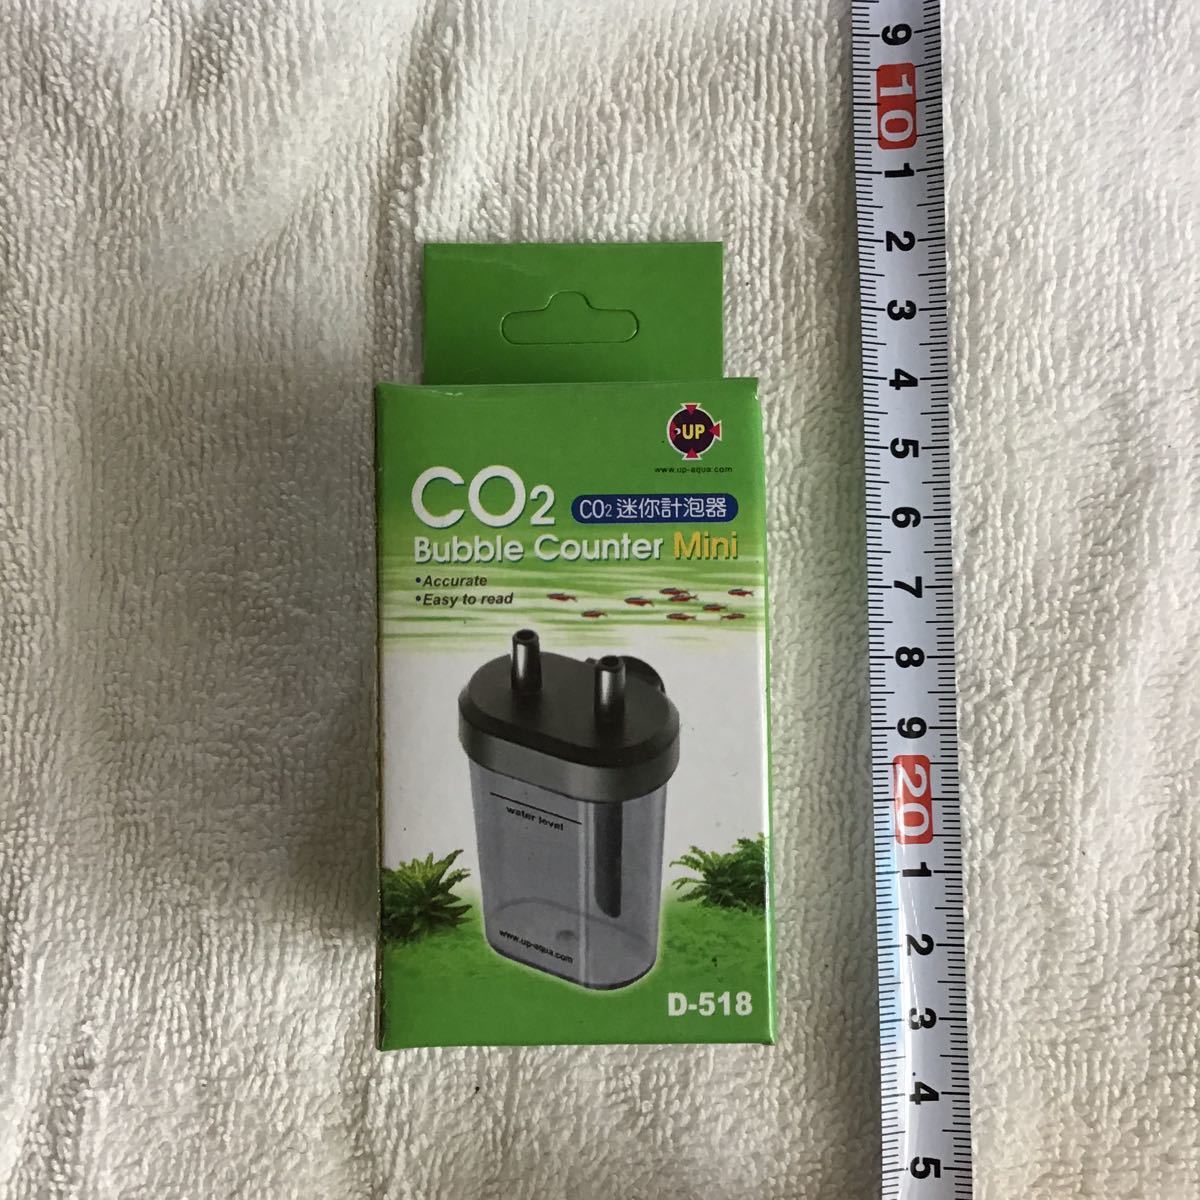 UP
www.up-aqua.com
CO2
CO2 迷你計泡器
Bubble Counter Mini
•Accurate
•Easy to read
water level
www.up-aqua.com
D-518
9
10
1
2
3
4
5
6
7
8
9
20
1
2
3
4
5